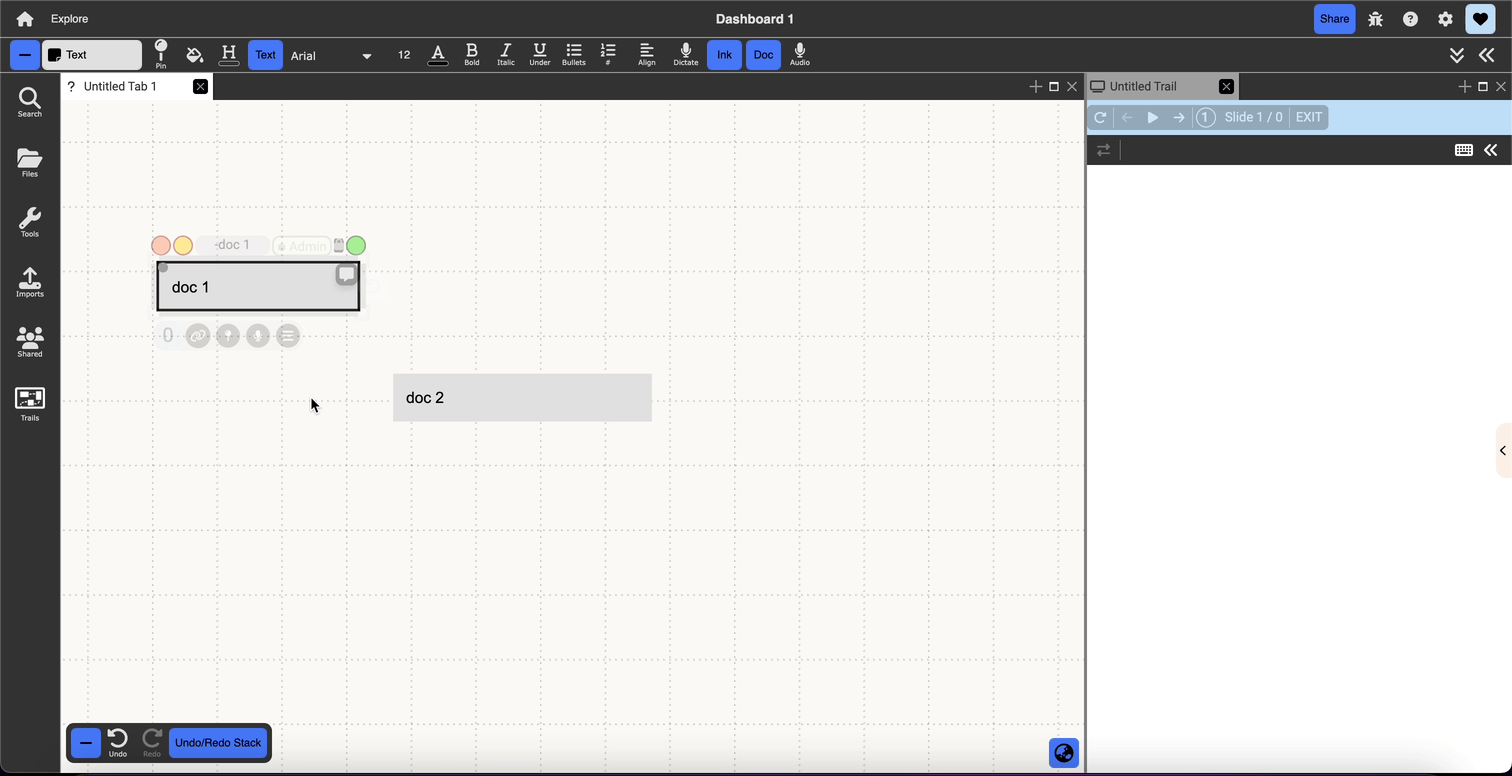 Explore
Dashboard 1
Share
Text
Pin
H
Text
Arial
12
A
B
Bold
I
Italic
U
Under
Bullets
#
Align
Dictate
Ink
Doc
Audio
? Untitled Tab 1
Untitled Trail
1 Slide 1 / 0 EXIT
Search
Files
Tools
Imports
Shared
Trails
-doc 1
Admin
doc 1
0
doc 2
Undo
Redo
Undo/Redo Stack